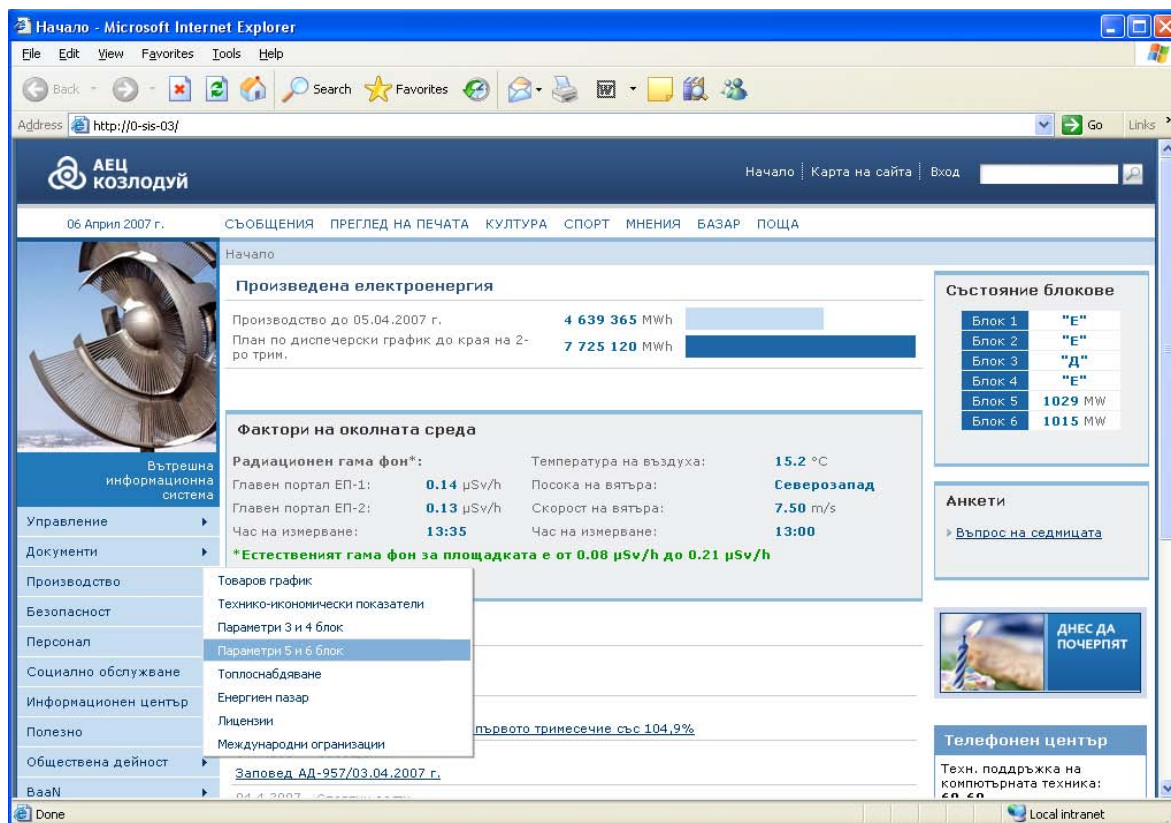 Начало - Microsoft Internet Explorer
File Edit View Favorites Tools Help
Back Search Favorites
Address http://0-sis-03/ Go Links
АЕЦ
КОЗЛОДУЙ
Начало Карта на сайта Вход
06 Април 2007 г.
СЪОБЩЕНИЯ ПРЕГЛЕД НА ПЕЧАТА КУЛТУРА СПОРТ МНЕНИЯ БАЗАР ПОЩА
Начало
Произведена електроенергия
Производство до 05.04.2007 г. 4 639 365 MWh
План по диспечерски график до края на 2-
ро трим. 7 725 120 MWh
Фактори на околната среда
Радиационен гама фон*: Температура на въздуха: 15.2 °C
Главен портал ЕП-1: 0.14 µSv/h Посока на вятъра: Северозапад
Главен портал ЕП-2: 0.13 µSv/h Скорост на вятъра: 7.50 m/s
Час на измерване: 13:35 Час на измерване: 13:00
*Естественият гама фон за площадката е от 0.08 µSv/h до 0.21 µSv/h
Състояние блокове
Блок 1 "Е"
Блок 2 "Е"
Блок 3 "Д"
Блок 4 "Е"
Блок 5 1029 MW
Блок 6 1015 MW
Анкети
Въпрос на седмицата
ДНЕС ДА
ПОЧЕРПЯТ
Телефонен център
Техн. поддръжка на
компютърната техника:
Вътрешна
информационна
система
Управление
Документи
Производство
Безопасност
Персонал
Социално обслужване
Информационен център
Полезно
Обществена дейност
BaaN
Товаров график
Технико-икономически показатели
Параметри 3 и 4 блок
Параметри 5 и 6 блок
Топлоснабдяване
Енергиен пазар
Лицензии
Международни огранизации
първото тримесечие със 104,9%
Заповед АД-957/03.04.2007 г.
Done Local intranet